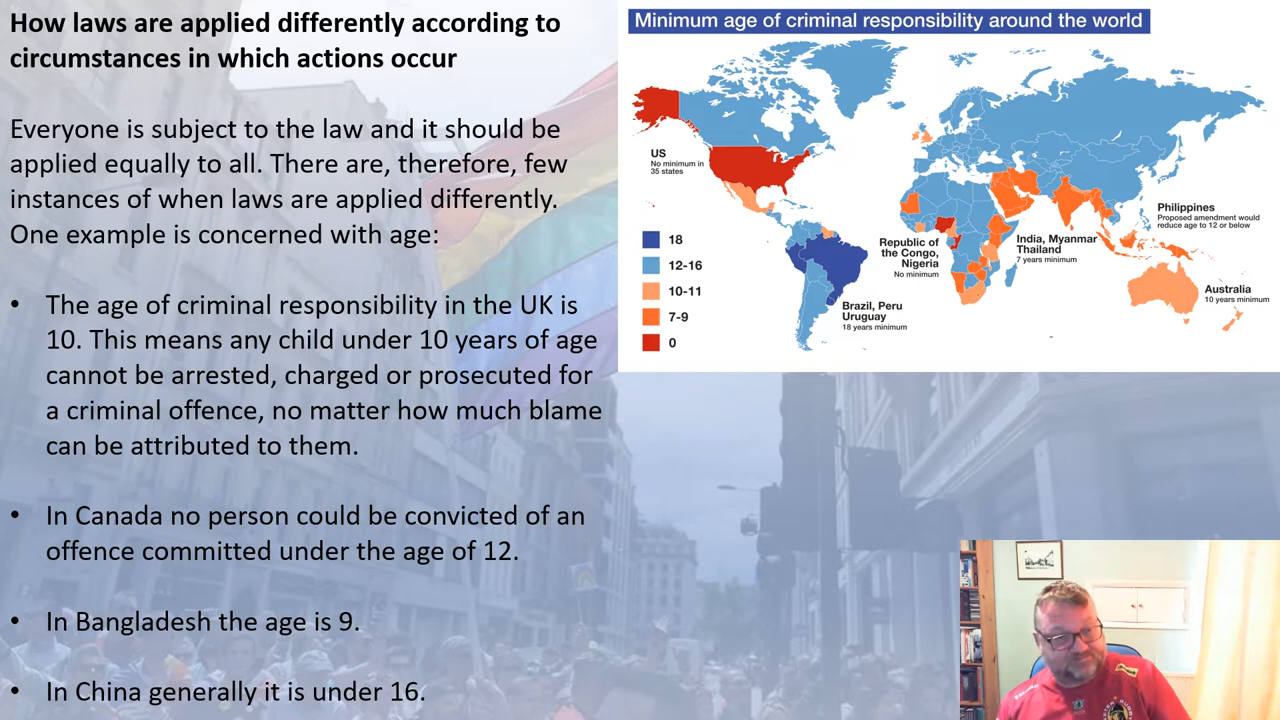 How laws are applied differently according to
circumstances in which actions occur
Everyone is subject to the law and it should be
applied equally to all. There are, therefore, few
instances of when laws are applied differently.
One example is concerned with age:
• The age of criminal responsibility in the UK is
10. This means any child under 10 years of age
cannot be arrested, charged or prosecuted for
a criminal offence, no matter how much blame
can be attributed to them.
• In Canada no person could be convicted of an
offence committed under the age of 12.
• In Bangladesh the age is 9.
• In China generally it is under 16.
Minimum age of criminal responsibility around the world
US
No minimum in
35 states
18
12-16
10-11
7-9
0
Brazil, Peru
Uruguay
18 years minimum
Republic of
the Congo,
Nigeria
No minimum
India, Myanmar
Thailand
7 years minimum
Philippines
Proposed amendment would
reduce age to 12 or below
Australia
10 years minimum